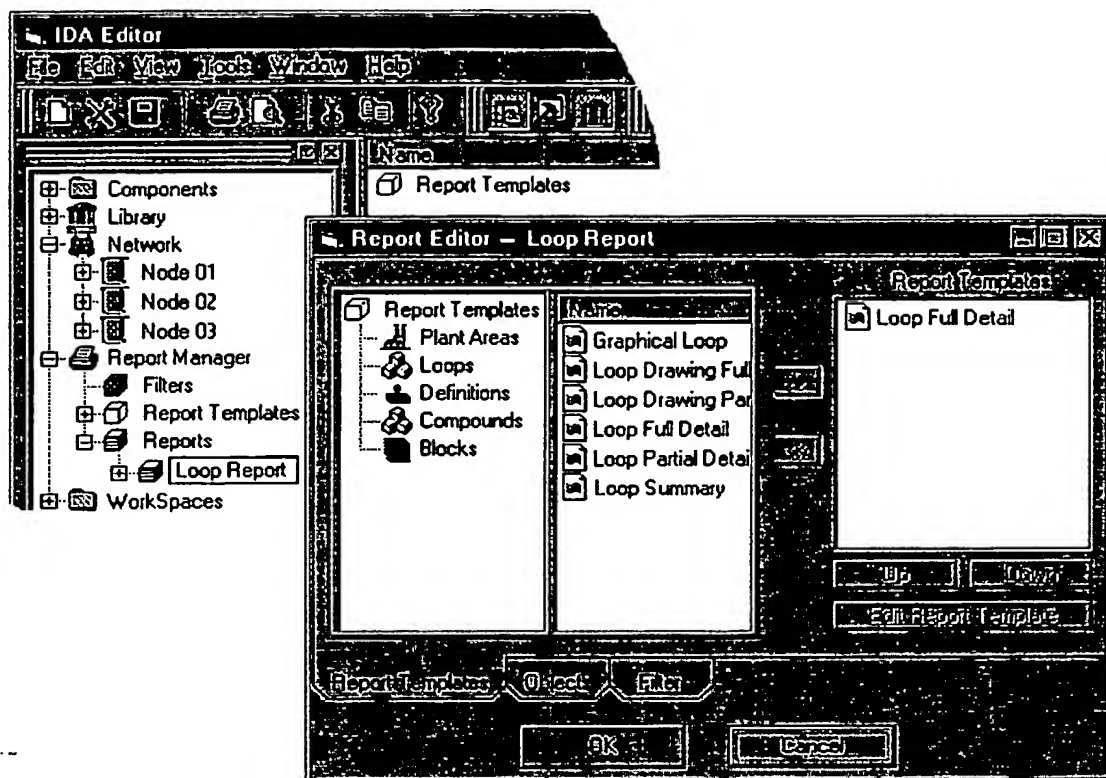 IDA Editor
File Edit View Tools Window Help
Name
Report Templates
Components
Library
Network
Node 01
Node 02
Node 03
Report Manager
Filters
Report Templates
Reports
Loop Report
WorkSpaces
Report Editor – Loop Report
Report Templates
Plant Areas
Loops
Definitions
Compounds
Blocks
Name
Graphical Loop
Loop Drawing Full
Loop Drawing Par
Loop Full Detail
Loop Partial Detai
Loop Summary
Report Templates
Loop Full Detail
Up Down
Edit Report Template
Report Templates Objects Filter
OK Cancel